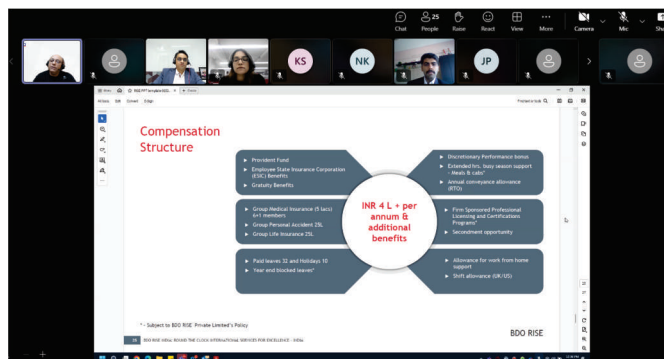 25
Chat People Raise React View More Camera Mic
KS NK JP
Compensation
Structure
▶ Provident Fund
▶ Employee State Insurance Corporation
(ESIC) Benefits
▶ Gratuity Benefits
▶ Group Medical Insurance (5 lacs)
6+1 members
▶ Group Personal Accident 25L
▶ Group Life Insurance 25L
▶ Paid leaves 22 and Holidays 10
▶ Year end blocked leaves*
INR 4 L + per
annum &
additional
benefits
▶ Discretionary Performance bonus
▶ Extended hrs. busy season support
- Meals & cabs*
▶ Annual conveyance allowance
(RTO)
▶ Firm Sponsored Professional
Licensing and Certifications
Programs*
▶ Secondment opportunity
▶ Allowance for work from home
support
▶ Shift allowance (UK/US)
* - Subject to BDO RISE Private Limited's Policy
BDO RISE